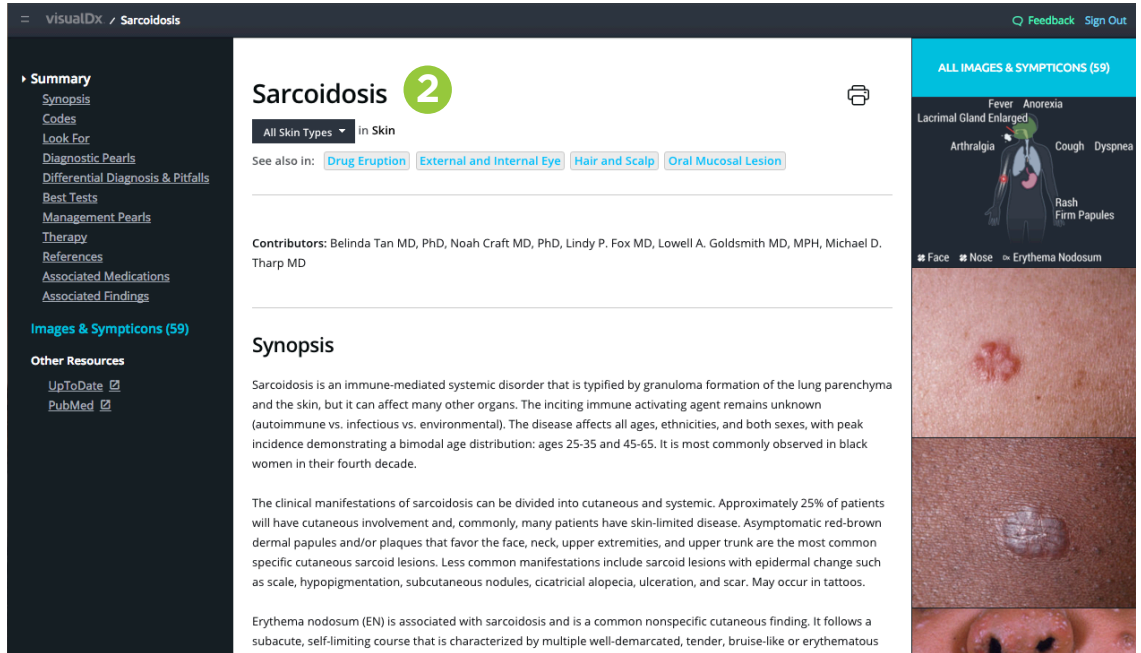 visualDx / Sarcoidosis
Feedback Sign Out
Summary
Synopsis
Codes
Look For
Diagnostic Pearls
Differential Diagnosis & Pitfalls
Best Tests
Management Pearls
Therapy
References
Associated Medications
Associated Findings
Images & Sympticons (59)
Other Resources
UpToDate
PubMed
Sarcoidosis 2
All Skin Types in Skin
See also in: Drug Eruption External and Internal Eye Hair and Scalp Oral Mucosal Lesion
Contributors: Belinda Tan MD, PhD, Noah Craft MD, PhD, Lindy P. Fox MD, Lowell A. Goldsmith MD, MPH, Michael D.
Tharp MD
Synopsis
Sarcoidosis is an immune-mediated systemic disorder that is typified by granuloma formation of the lung parenchyma
and the skin, but it can affect many other organs. The inciting immune activating agent remains unknown
(autoimmune vs. infectious vs. environmental). The disease affects all ages, ethnicities, and both sexes, with peak
incidence demonstrating a bimodal age distribution: ages 25-35 and 45-65. It is most commonly observed in black
women in their fourth decade.
The clinical manifestations of sarcoidosis can be divided into cutaneous and systemic. Approximately 25% of patients
will have cutaneous involvement and, commonly, many patients have skin-limited disease. Asymptomatic red-brown
dermal papules and/or plaques that favor the face, neck, upper extremities, and upper trunk are the most common
specific cutaneous sarcoid lesions. Less common manifestations include sarcoid lesions with epidermal change such
as scale, hypopigmentation, subcutaneous nodules, cicatricial alopecia, ulceration, and scar. May occur in tattoos.
Erythema nodosum (EN) is associated with sarcoidosis and is a common nonspecific cutaneous finding. It follows a
subacute, self-limiting course that is characterized by multiple well-demarcated, tender, bruise-like or erythematous
ALL IMAGES & SYMPTICONS (59)
Fever Anorexia
Lacrimal Gland Enlarged
Arthralgia Cough Dyspnea
Rash
Firm Papules
Face Nose Dx Erythema Nodosum